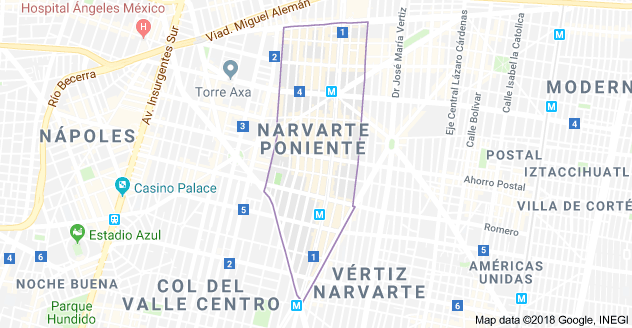 Hospital Ángeles México
Viad. Miguel Alemán
Río Becerra
Av. Insurgentes Sur
Torre Axa
Dr José María Vertiz
Eje Central Lázaro Cárdenas
Calle Bolívar
Calle Isabel la Catolica
MODERN
NÁPOLES
NARVARTE
PONIENTE
POSTAL
IZTACCIHUATL
Ahorro Postal
VILLA DE CORTÉ
Casino Palace
Estadio Azul
Romero
NOCHE BUENA
COL DEL
VALLE CENTRO
VÉRTIZ
NARVARTE
AMÉRICAS
UNIDAS
Parque
Hundido
1
2
4
M
M
4
3
5
M
4
6
2
1
M
5
6
2
Map data ©2018 Google, INEGI